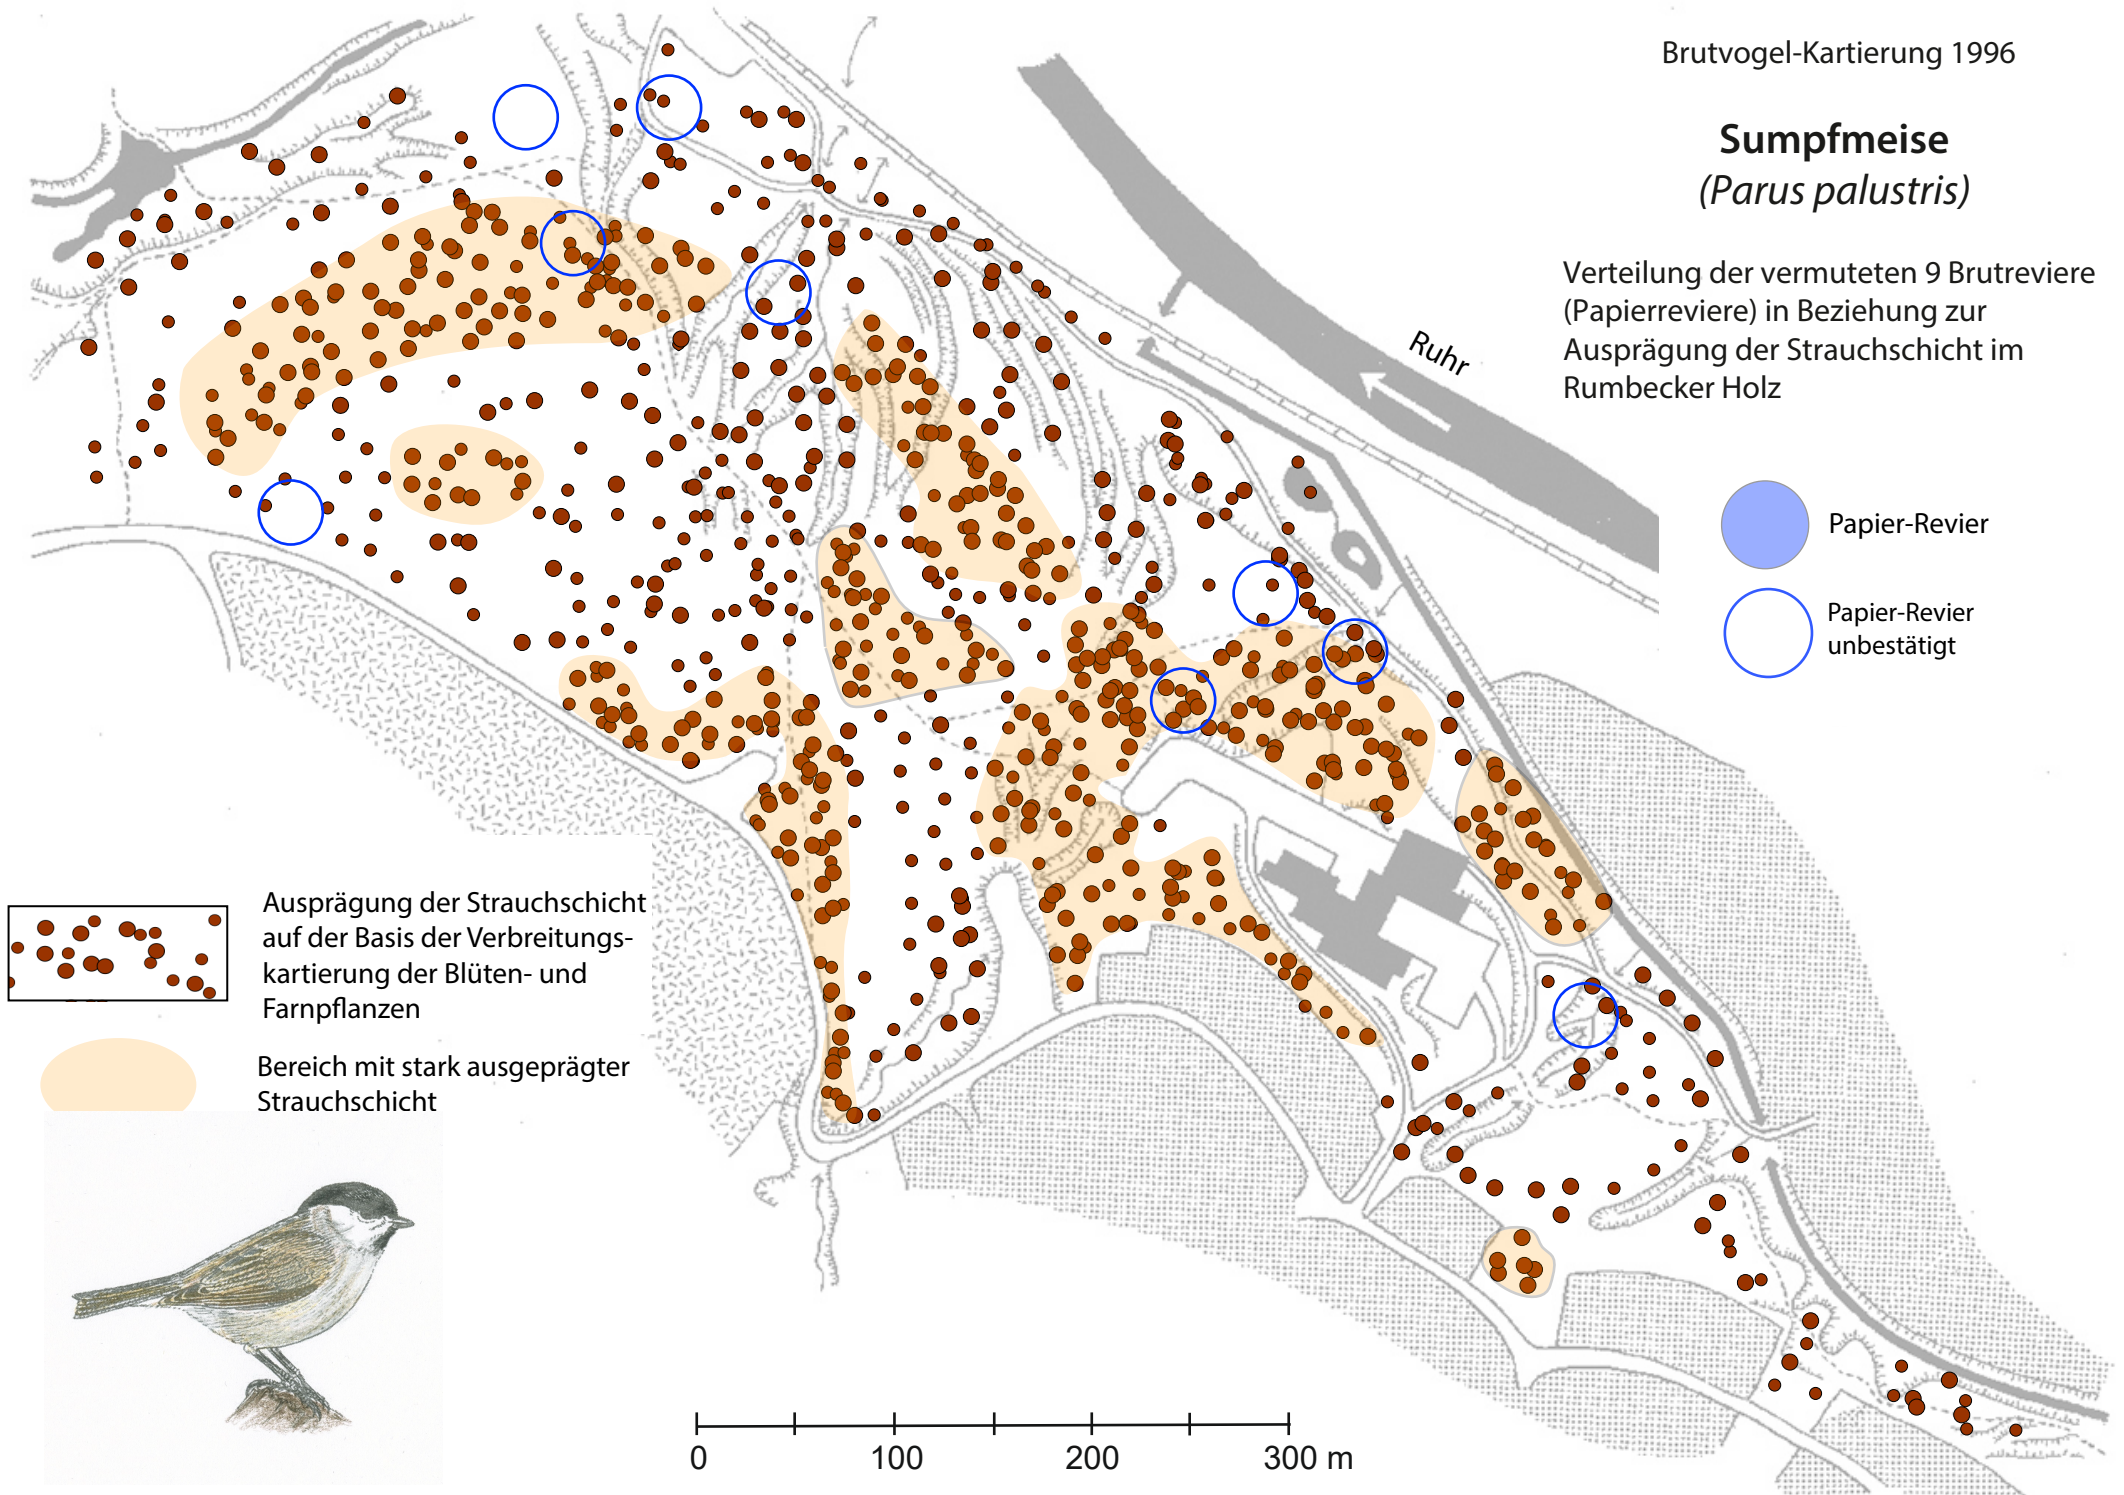 Brutvogel-Kartierung 1996
Sumpfmeise
(Parus palustris)
Verteilung der vermuteten 9 Brutreviere
(Papierreviere) in Beziehung zur
Ausprägung der Strauchschicht im
Rumbecker Holz
Ruhr
Papier-Revier
Papier-Revier
unbestätigt
Ausprägung der Strauchschicht
auf der Basis der Verbreitungs-
kartierung der Blüten- und
Farnpflanzen
Bereich mit stark ausgeprägter
Strauchschicht
0 100 200 300 m